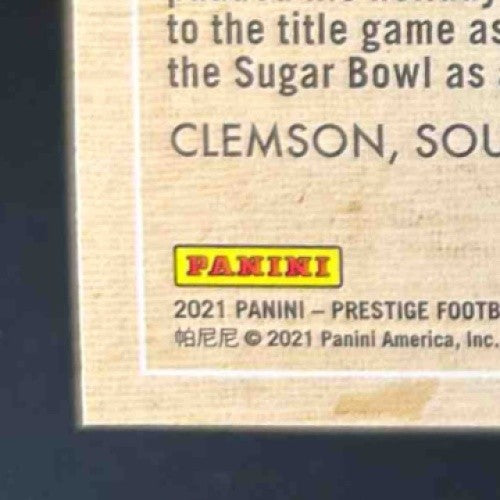 to the title game as
the Sugar Bowl as
CLEMSON, SOU
PANINI
2021 PANINI – PRESTIGE FOOTB
帕尼尼 © 2021 Panini America, Inc.